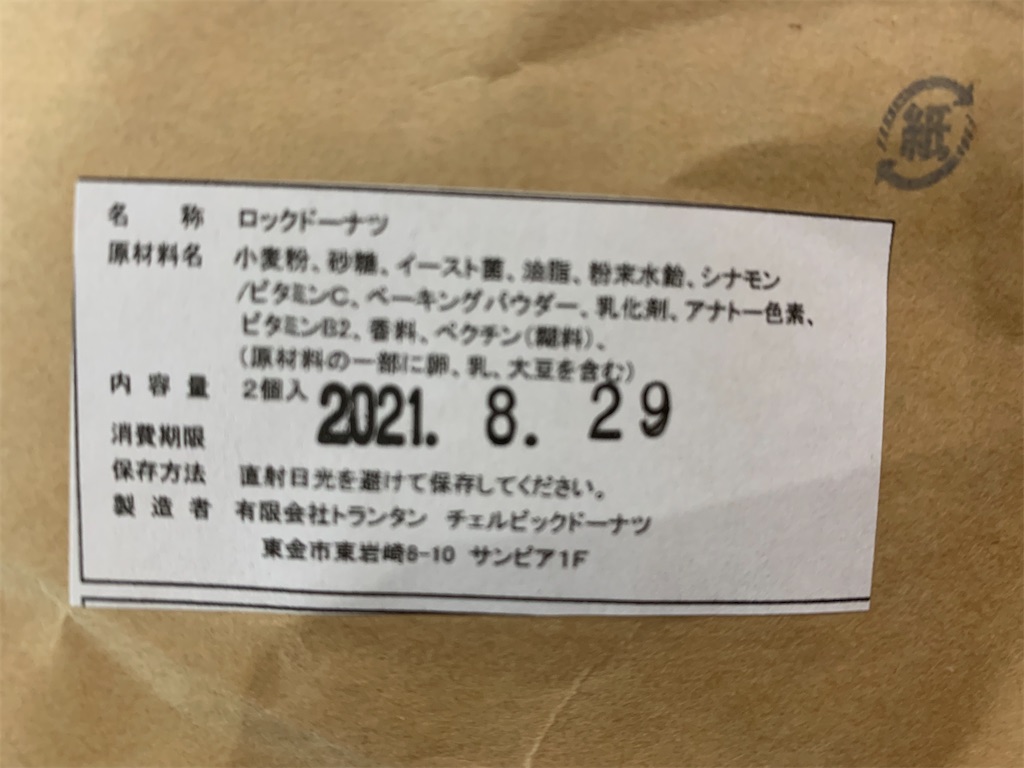 紙
名称 ロックドーナツ
原材料名 小麦粉、砂糖、イースト菌、油脂、粉末水飴、シナモン
/ビタミンC、ベーキングパウダー、乳化剤、アナトー色素、
ビタミンB2、香料、ペクチン(糊料)、
(原材料の一部に卵、乳、大豆を含む)
内容量 2個入
消費期限 2021. 8. 29
保存方法 直射日光を避けて保存してください。
製造者 有限会社トランタン チェルビックドーナツ
東金市東岩崎8-10 サンピア1F